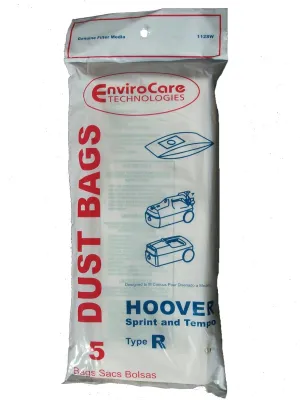 Genuine Filter Media
EnviroCare
TECHNOLOGIES
DUST BAGS
HOOVER
Sprint and Tempo
Type R
5
Bags Sacs Bolsas